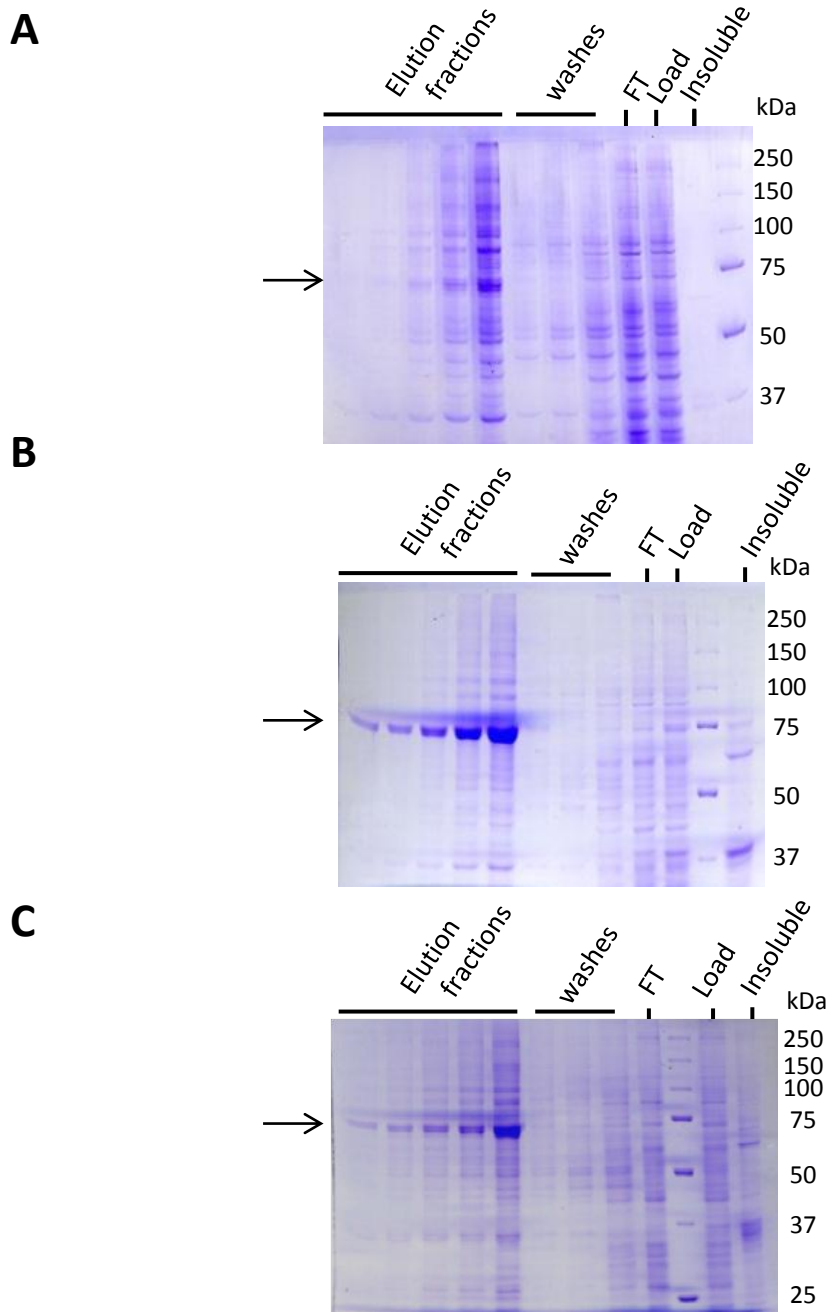 A
Elution
fractions
washes
FT
Load
Insoluble
kDa
250
150
100
75
50
37
B
Elution
fractions
washes
FT
Load
Insoluble
kDa
250
150
100
75
50
37
C
Elution
fractions
washes
FT
Load
Insoluble
kDa
250
150
100
75
50
37
25